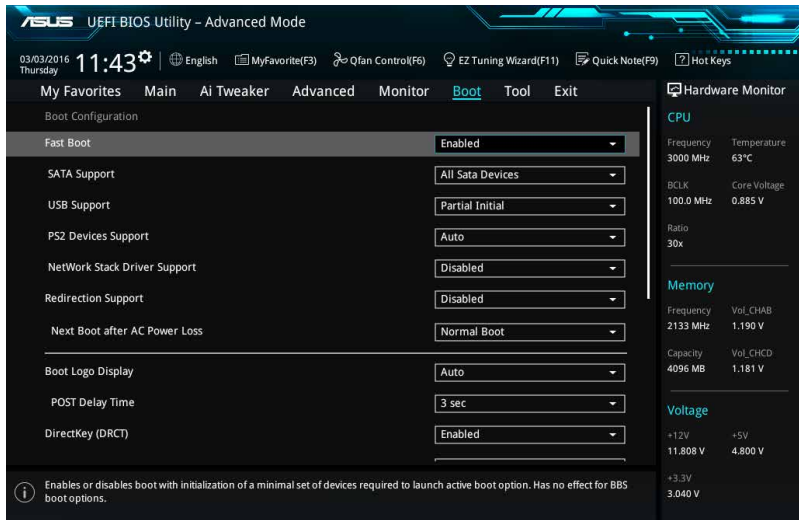 ASUS UEFI BIOS Utility – Advanced Mode
03/03/2016
Thursday
11:43
English
MyFavorite(F3)
Qfan Control(F6)
EZ Tuning Wizard(F11)
Quick Note(F9)
? Hot Keys
My Favorites Main Ai Tweaker Advanced Monitor Boot Tool Exit
Boot Configuration
Fast Boot Enabled
SATA Support All Sata Devices
USB Support Partial Initial
PS2 Devices Support Auto
NetWork Stack Driver Support Disabled
Redirection Support Disabled
Next Boot after AC Power Loss Normal Boot
Boot Logo Display Auto
POST Delay Time 3 sec
DirectKey (DRCT) Enabled
i Enables or disables boot with initialization of a minimal set of devices required to launch active boot option. Has no effect for BBS
boot options.
Hardware Monitor
CPU
Frequency Temperature
3000 MHz 63°C
BCLK Core Voltage
100.0 MHz 0.885 V
Ratio
30x
Memory
Frequency Vol_CHAB
2133 MHz 1.190 V
Capacity Vol_CHCD
4096 MB 1.181 V
Voltage
+12V +5V
11.808 V 4.800 V
+3.3V
3.040 V